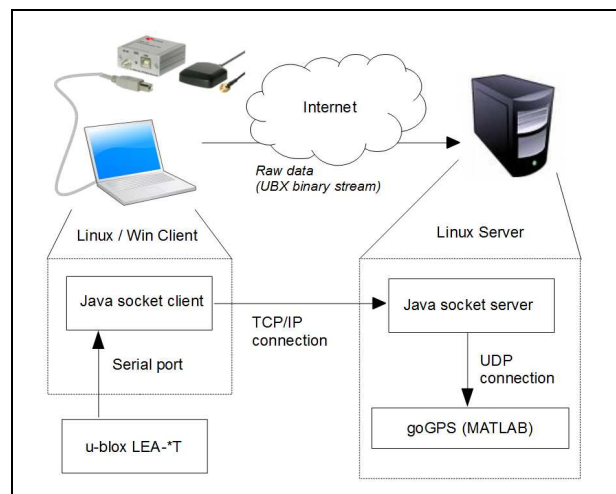 Internet
Raw data
(UBX binary stream)
Linux / Win Client
Linux Server
Java socket client
TCP/IP
connection
Java socket server
Serial port
UDP
connection
u-blox LEA-*T
goGPS (MATLAB)